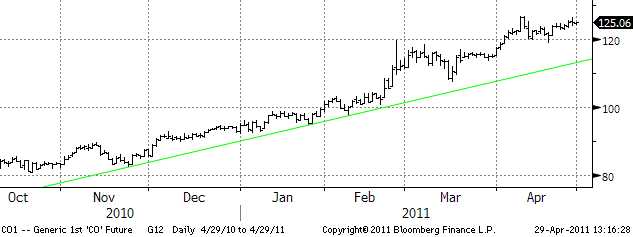 125.06
120
100
80
Oct Nov Dec Jan Feb Mar Apr
2010 2011
CO1 -- Generic 1st 'CO' Future G12 Daily 4/29/10 to 4/29/11 Copyright© 2011 Bloomberg Finance L.P. 29-Apr-2011 13:16:28